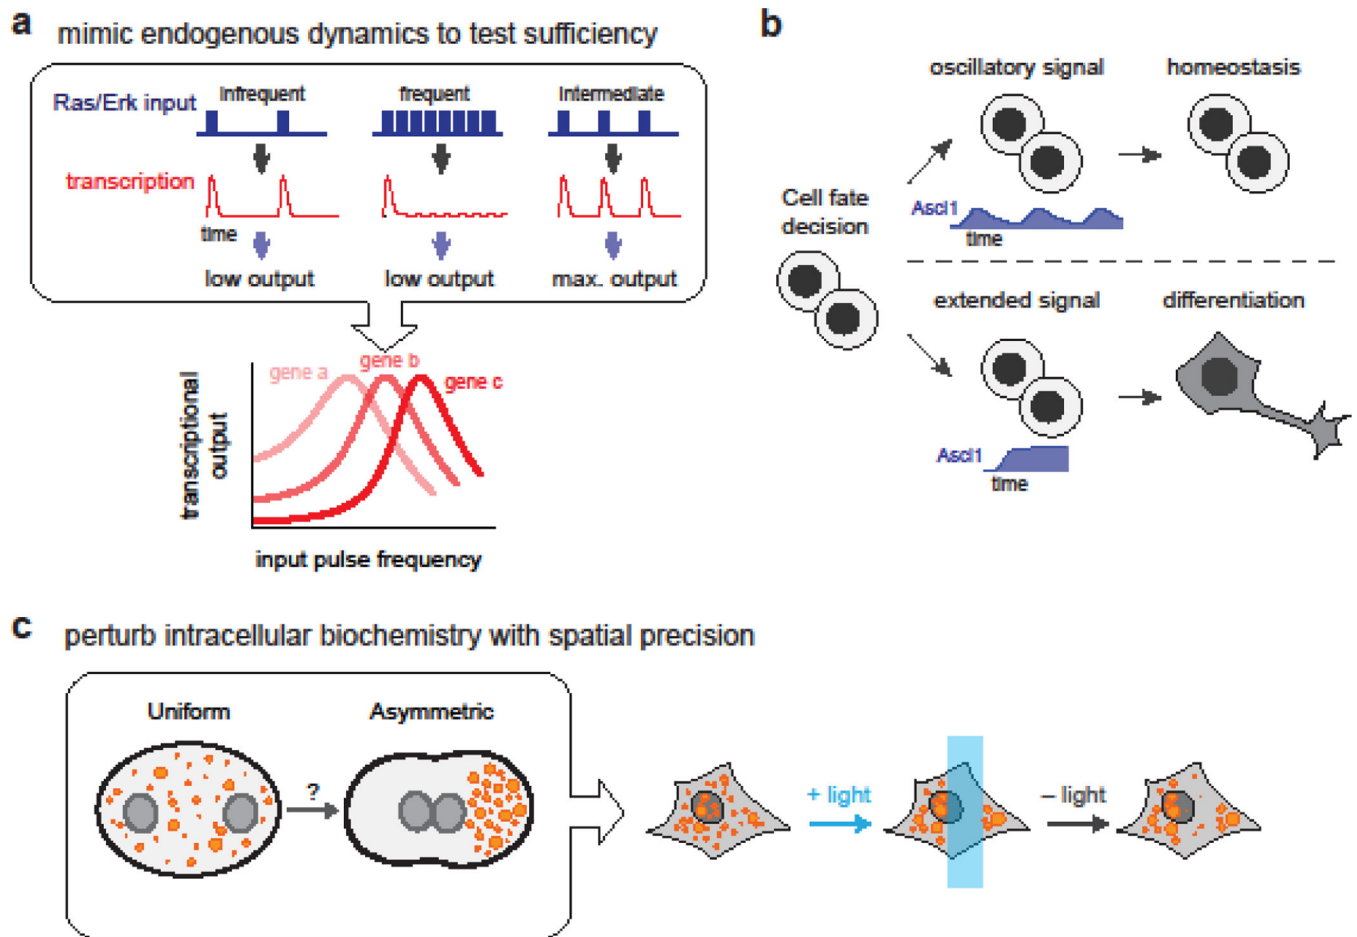 a mimic endogenous dynamics to test sufficiency
Ras/Erk input
Infrequent
frequent
Intermediate
transcription
time
low output
low output
max. output
gene a
gene b
gene c
transcriptional
output
input pulse frequency
b
oscillatory signal
homeostasis
Cell fate
decision
Ascl1
time
extended signal
differentiation
Ascl1
time
c perturb intracellular biochemistry with spatial precision
Uniform
Asymmetric
?
+ light
– light